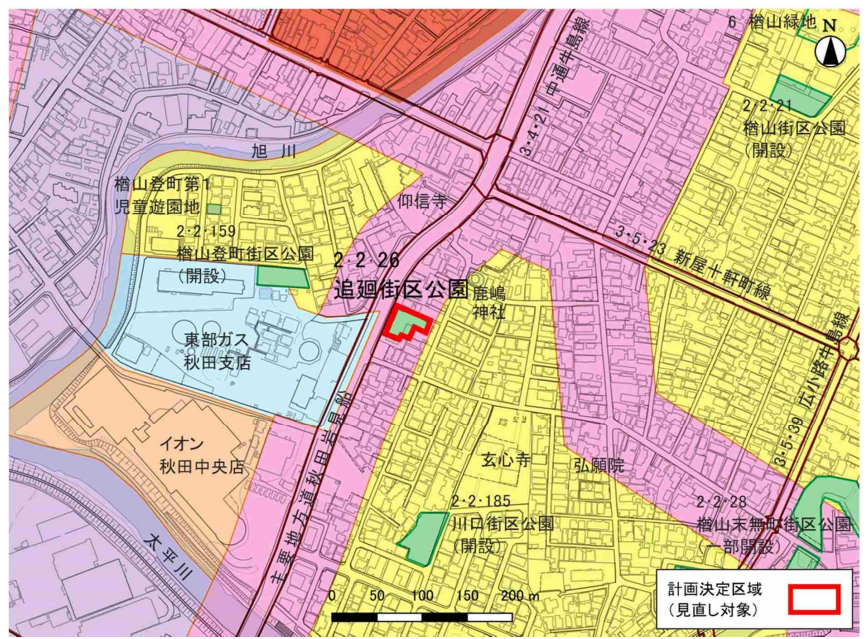 6 楢山緑地
N
2・2・21
楢山街区公園
(開設)
3・4・21 中通牛島線
旭川
楢山登町第1
児童遊園地
2・2・159
楢山登町街区公園
(開設)
仰信寺
2・2・26
追廻街区公園
鹿嶋
神社
3・5・23 新屋十軒町線
東部ガス
秋田支店
イオン
秋田中央店
主要地方道秋田岩見船
太平川
玄心寺
弘願院
3・5・39 広小路牛島線
2・2・185
川口街区公園
(開設)
2・2・28
楢山末無町街区公園
(一部開設)
0 50 100 150 200 m
計画決定区域
(見直し対象)